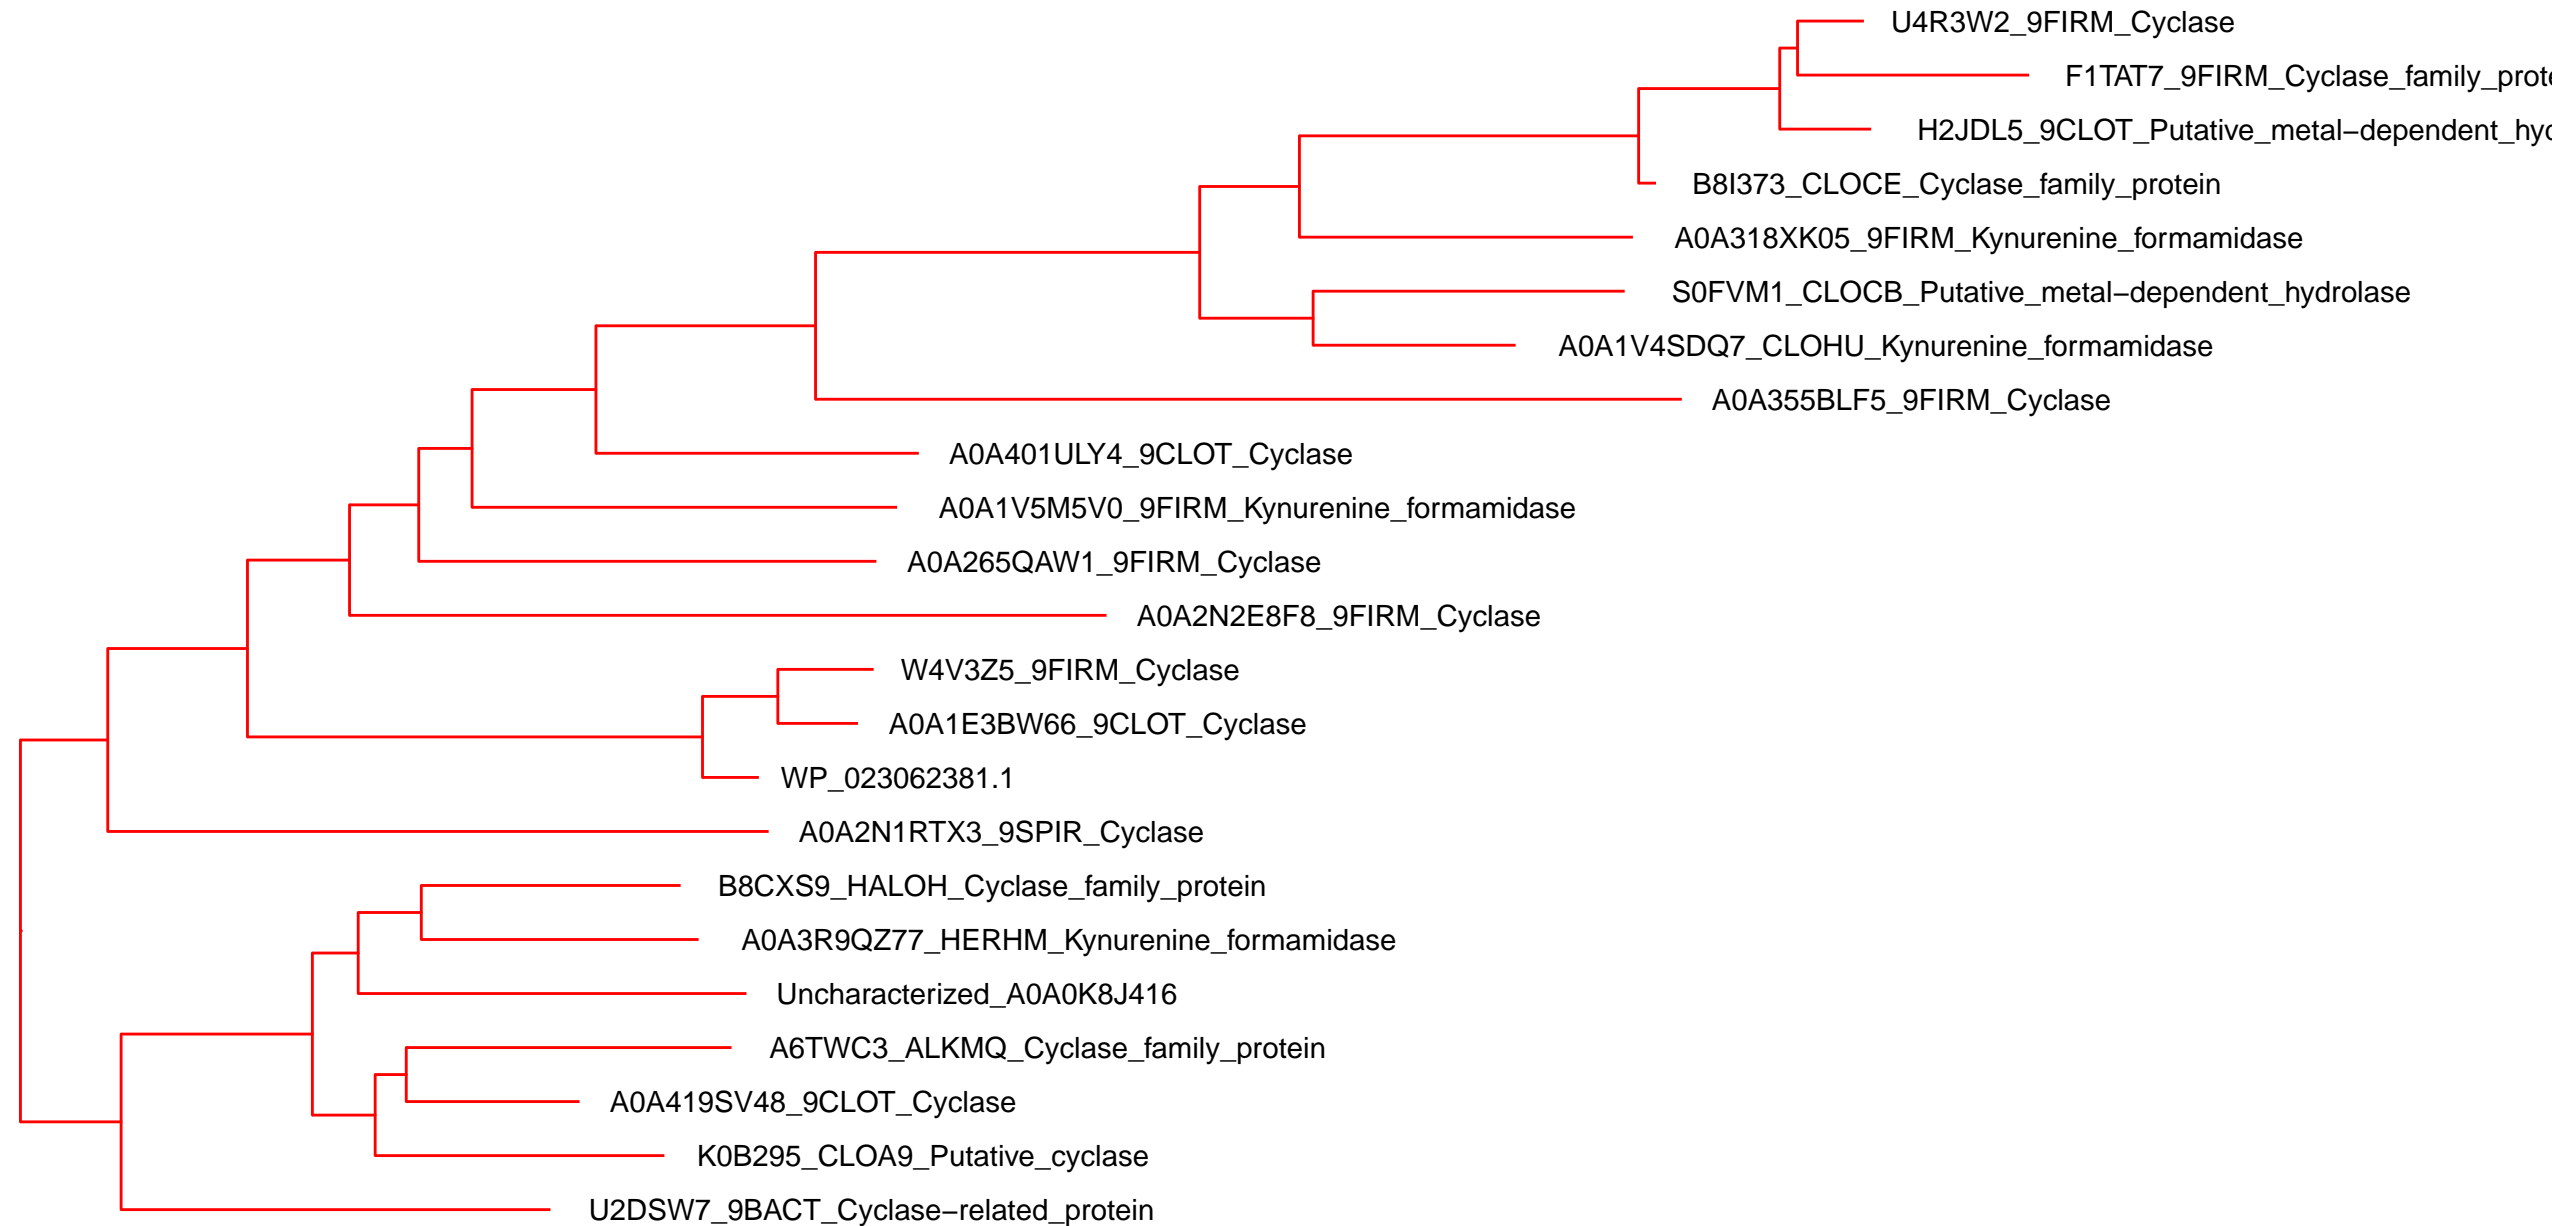 U4R3W2_9FIRM_Cyclase
F1TAT7_9FIRM_Cyclase_family_prote
H2JDL5_9CLOT_Putative_metal−dependent_hyd
B8I373_CLOCE_Cyclase_family_protein
A0A318XK05_9FIRM_Kynurenine_formamidase
S0FVM1_CLOCB_Putative_metal−dependent_hydrolase
A0A1V4SDQ7_CLOHU_Kynurenine_formamidase
A0A355BLF5_9FIRM_Cyclase
A0A401ULY4_9CLOT_Cyclase
A0A1V5M5V0_9FIRM_Kynurenine_formamidase
A0A265QAW1_9FIRM_Cyclase
A0A2N2E8F8_9FIRM_Cyclase
W4V3Z5_9FIRM_Cyclase
A0A1E3BW66_9CLOT_Cyclase
WP_023062381.1
A0A2N1RTX3_9SPIR_Cyclase
B8CXS9_HALOH_Cyclase_family_protein
A0A3R9QZ77_HERHM_Kynurenine_formamidase
Uncharacterized_A0A0K8J416
A6TWC3_ALKMQ_Cyclase_family_protein
A0A419SV48_9CLOT_Cyclase
K0B295_CLOA9_Putative_cyclase
U2DSW7_9BACT_Cyclase−related_protein